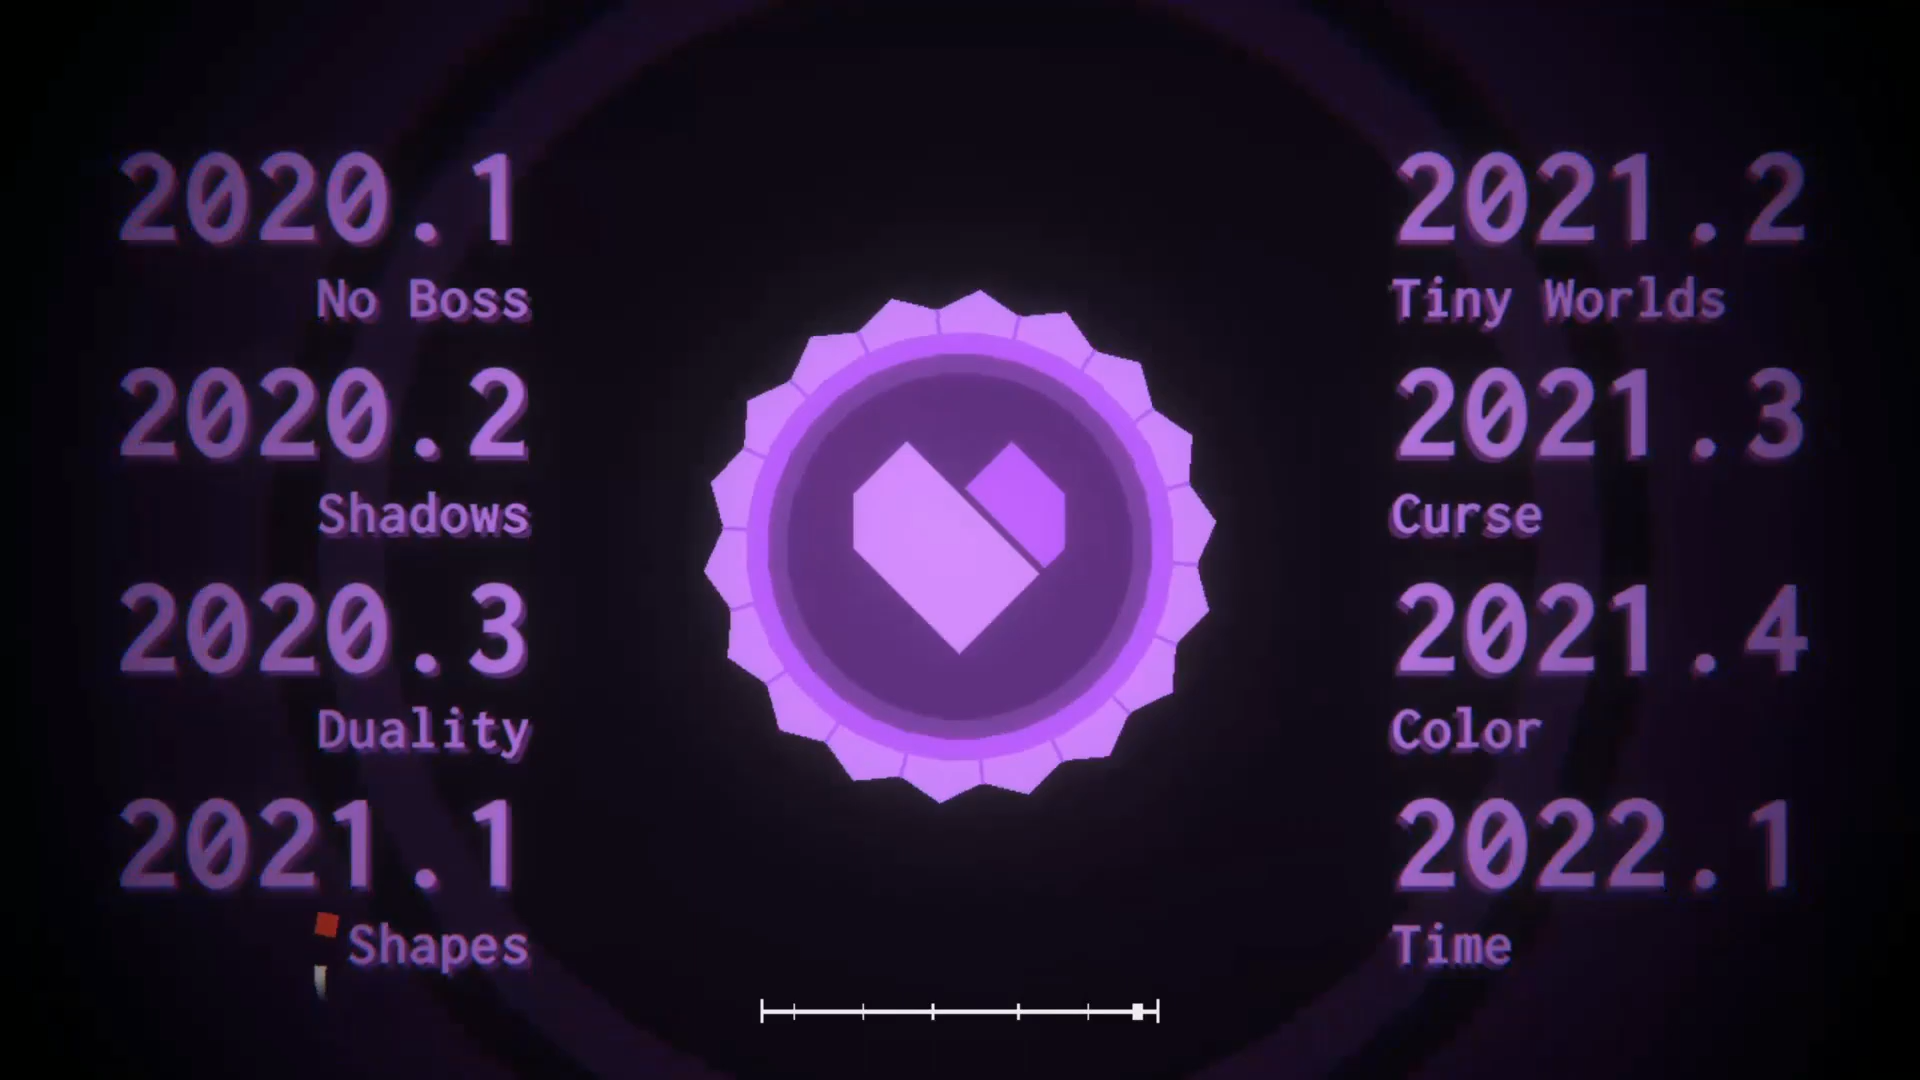 2020.1
No Boss
2020.2
Shadows
2020.3
Duality
2021.1
Shapes
2021.2
Tiny Worlds
2021.3
Curse
2021.4
Color
2022.1
Time